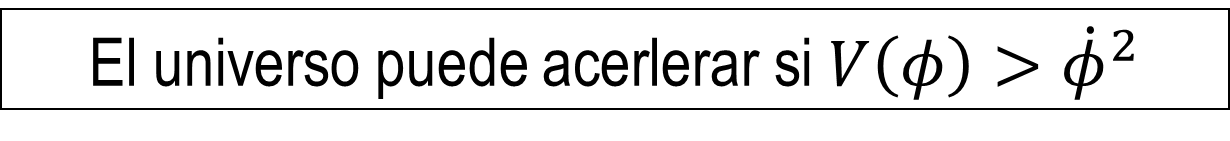 El universo puede acerlerar si 𝑉(𝜙) > 𝜙̇²